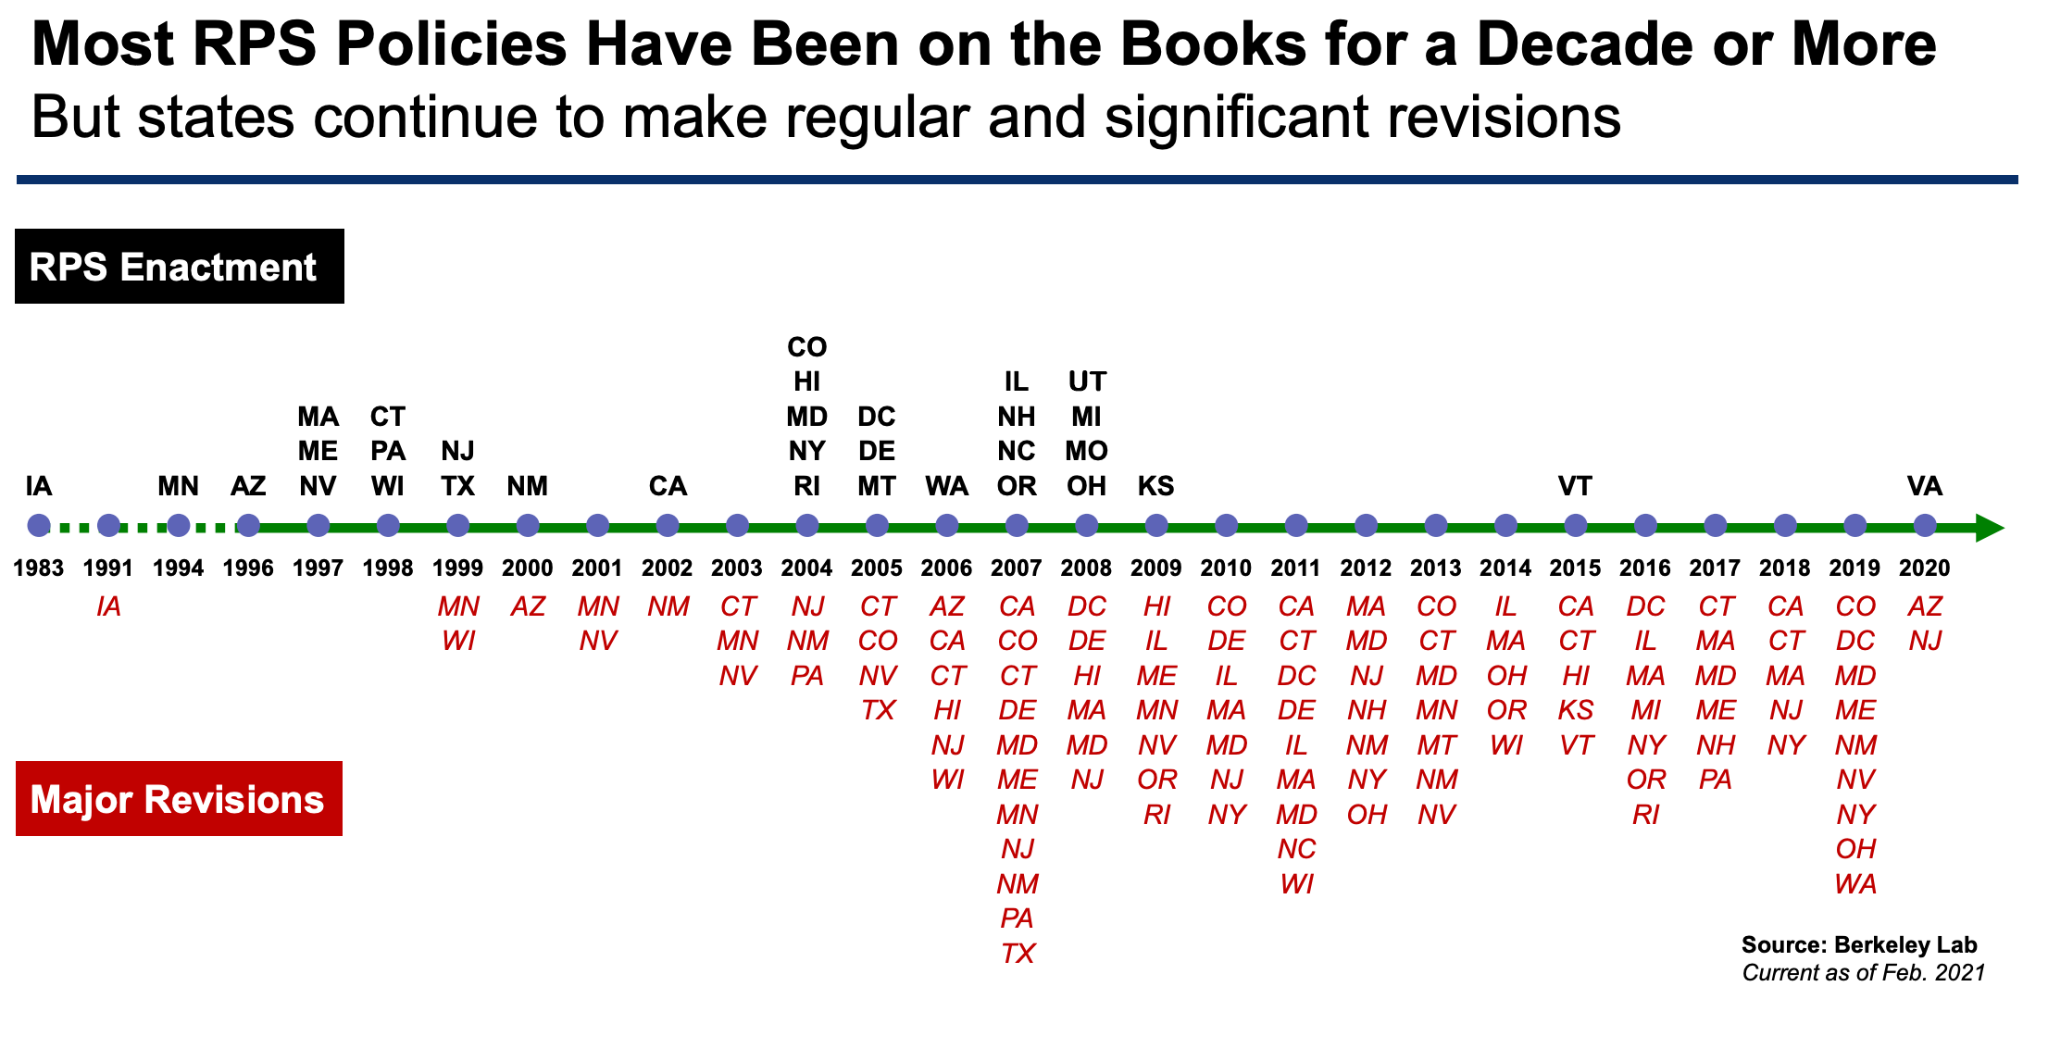 Most RPS Policies Have Been on the Books for a Decade or More
But states continue to make regular and significant revisions
RPS Enactment
CO
HI IL UT
MA CT MD DC NH MI
ME PA NJ NY DE NC MO
IA MN AZ NV WI TX NM CA RI MT WA OR OH KS VT VA
1983 1991 1994 1996 1997 1998 1999 2000 2001 2002 2003 2004 2005 2006 2007 2008 2009 2010 2011 2012 2013 2014 2015 2016 2017 2018 2019 2020
IA MN AZ MN NM CT NJ CT AZ CA DC HI CO CA MA CO IL CA DC CT CA CO AZ
WI NV MN NM CO CA CO DE IL DE CT MD CT MA CT IL MA CT DC NJ
NV PA NV CT CT HI ME IL DC NJ MD OH HI MA MD MA MD
TX HI DE MA MN MA DE NH MN OR KS MI ME NJ ME
NJ MD MD NV MD IL NM MT WI VT NY NH NY NM
WI ME NJ OR NJ MA NY NM OR PA NV
Major Revisions
MN RI NY MD OH NV RI NY
NJ NC OH
NM WI WA
PA
TX
Source: Berkeley Lab
Current as of Feb. 2021